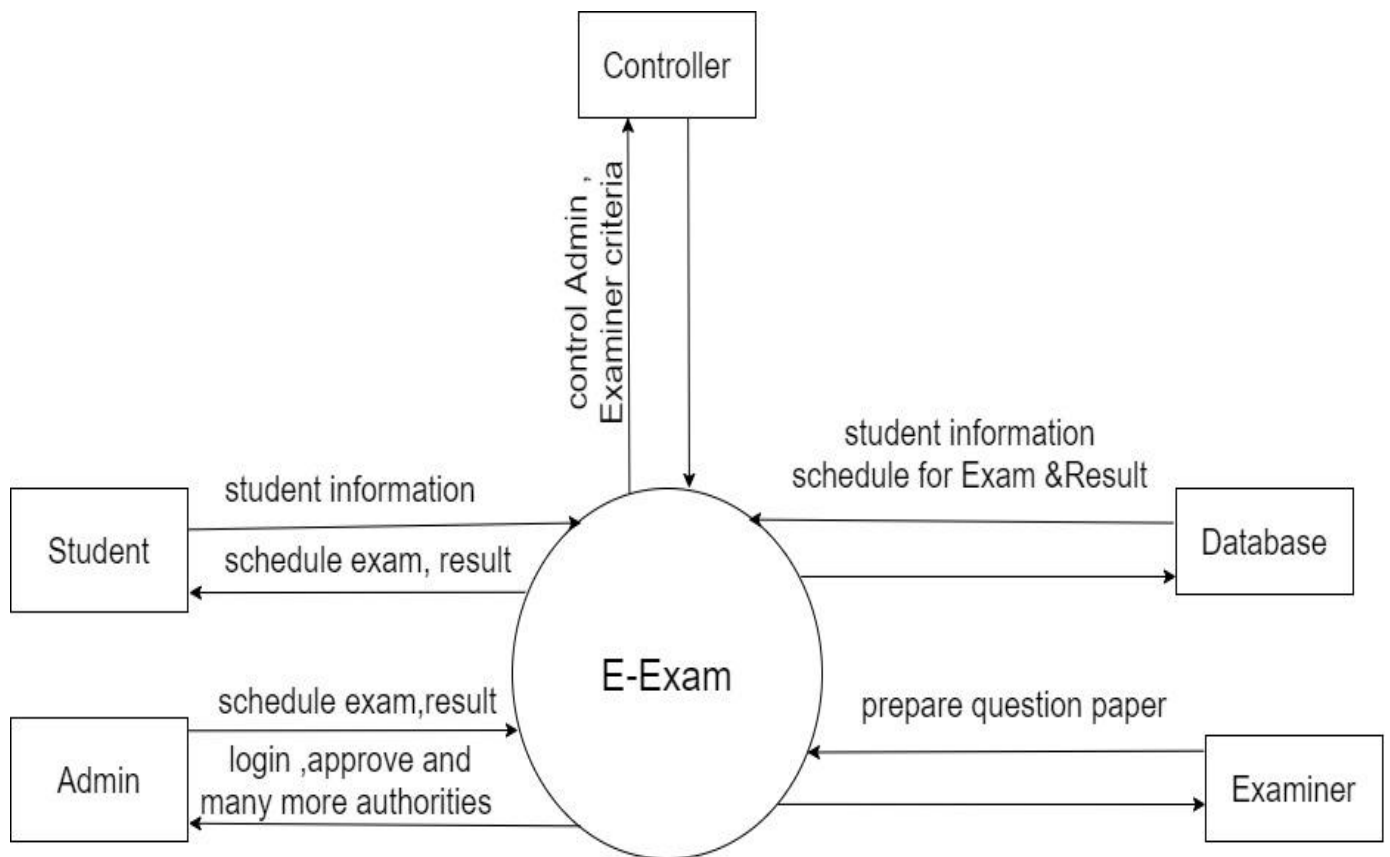 Controller
control Admin ,
Examiner criteria
student information
schedule for Exam &Result
student information
Student
schedule exam, result
Database
E-Exam
schedule exam,result
prepare question paper
Admin
login ,approve and
many more authorities
Examiner